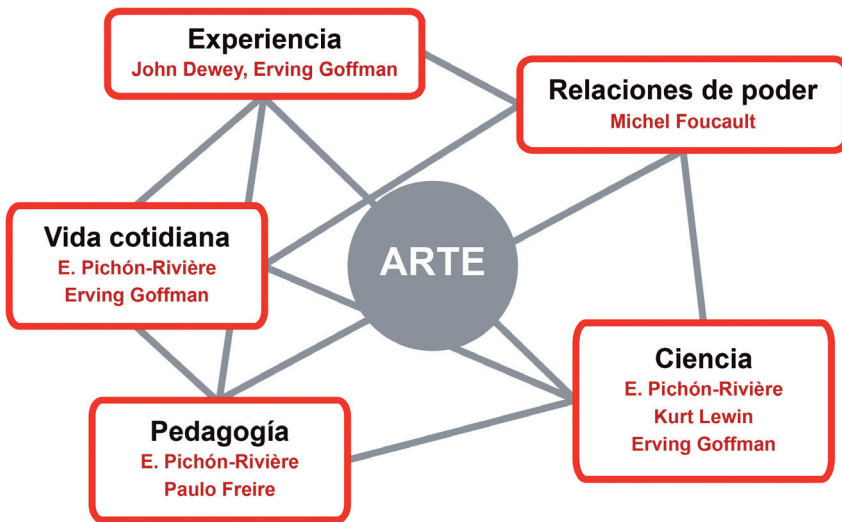 Experiencia
John Dewey, Erving Goffman
Relaciones de poder
Michel Foucault
Vida cotidiana
E. Pichón-Rivière
Erving Goffman
ARTE
Ciencia
E. Pichón-Rivière
Kurt Lewin
Erving Goffman
Pedagogía
E. Pichón-Rivière
Paulo Freire